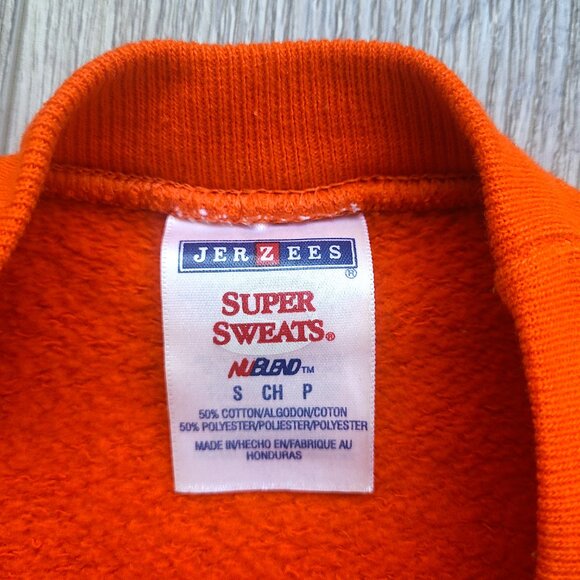 JERZEES®
SUPER
SWEATS®
NUBLEND™
S CH P
50% COTTON/ALGODON/COTON
50% POLYESTER/POLIESTER/POLYESTER
MADE IN/HECHO EN/FABRIQUE AU
HONDURAS